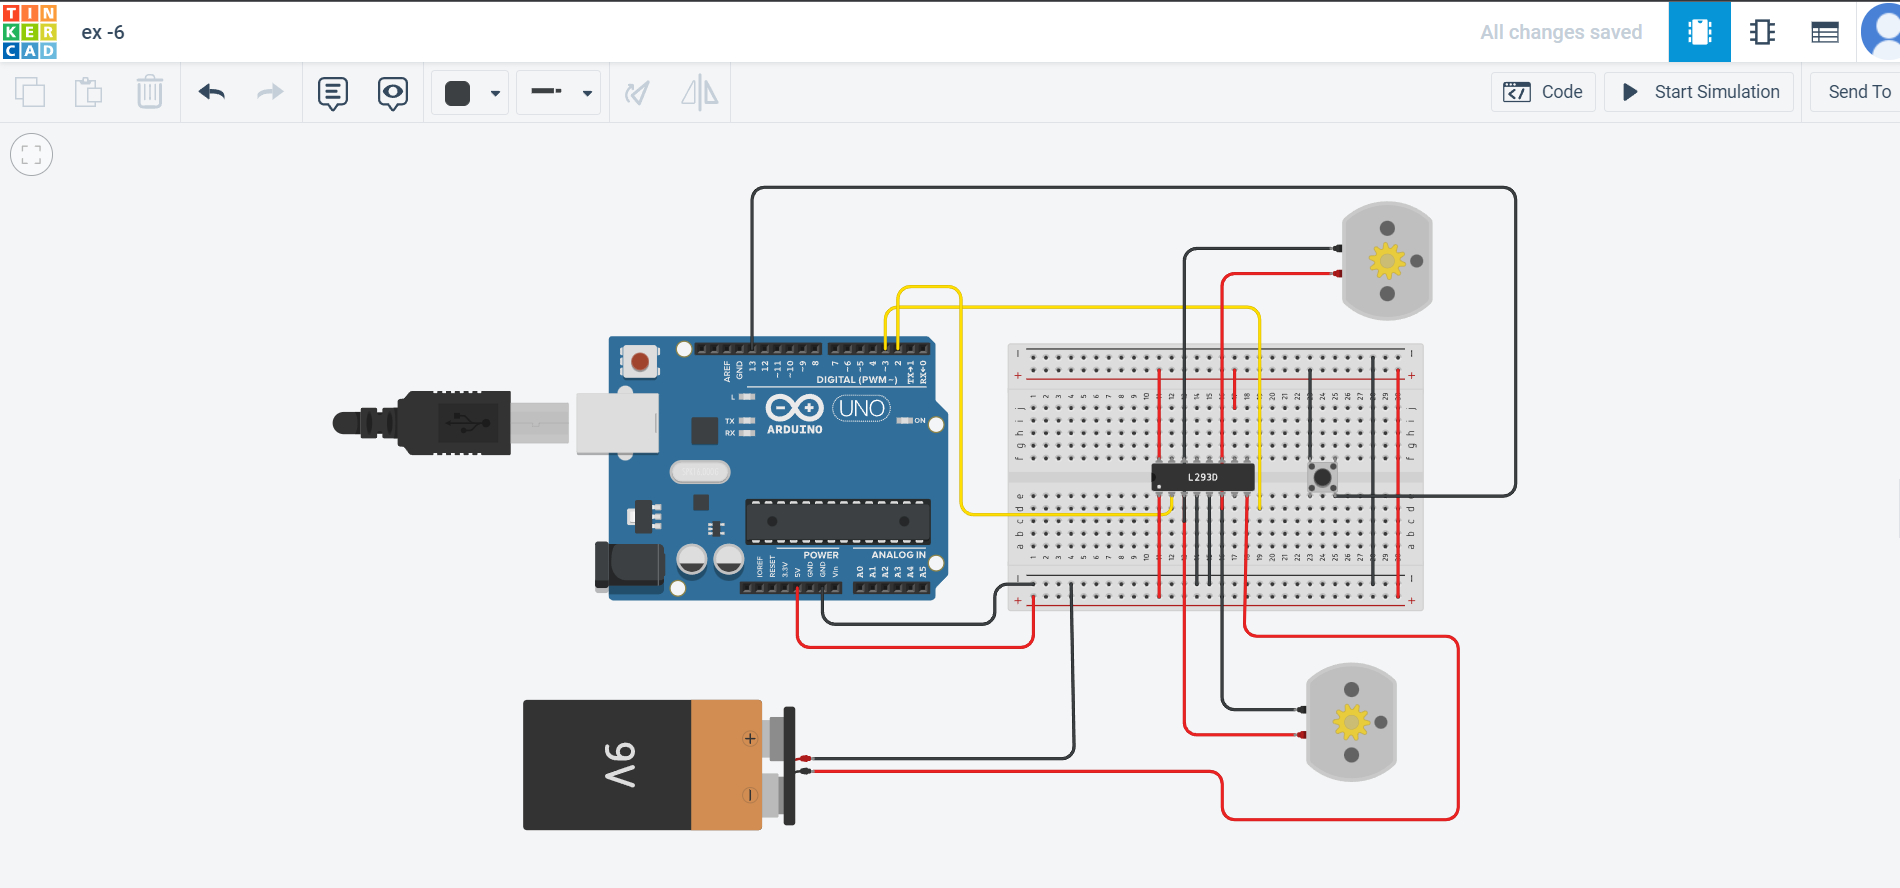 TIN
KER
CAD
ex -6
All changes saved
Code
Start Simulation
Send To
AREF
GND
13
12
~11
~10
~9
8
7
~6
~5
4
~3
2
TX→1
RX←0
DIGITAL (PWM~)
L
TX
RX
ARDUINO
UNO
ON
POWER
ANALOG IN
IOREF
RESET
3.3V
5V
GND
GND
Vin
A0
A1
A2
A3
A4
A5
L293D
j
i
h
g
f
e
d
c
b
a
9V
+